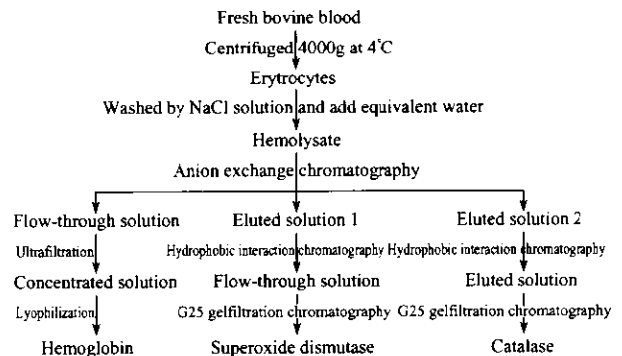 Fresh bovine blood
Centrifuged 4000g at 4℃
Erytrocytes
Washed by NaCl solution and add equivalent water
Hemolysate
Anion exchange chromatography
Flow-through solution Eluted solution 1 Eluted solution 2
Ultrafiltration Hydrophobic interaction chromatography Hydrophobic interaction chromatography
Concentrated solution Flow-through solution Eluted solution
Lyophilization G25 gelfiltration chromatography G25 gelfiltration chromatography
Hemoglobin Superoxide dismutase Catalase